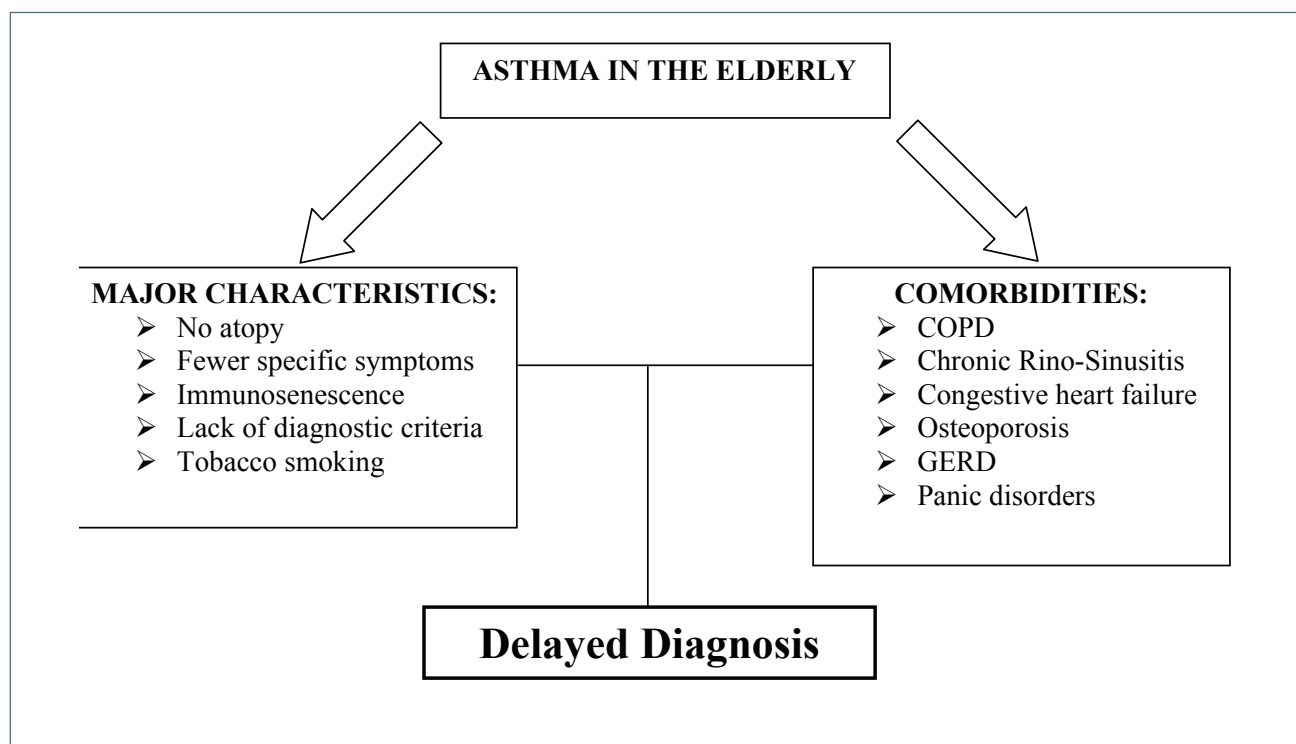 ASTHMA IN THE ELDERLY
MAJOR CHARACTERISTICS:
➢ No atopy
➢ Fewer specific symptoms
➢ Immunosenescence
➢ Lack of diagnostic criteria
➢ Tobacco smoking
COMORBIDITIES:
➢ COPD
➢ Chronic Rino-Sinusitis
➢ Congestive heart failure
➢ Osteoporosis
➢ GERD
➢ Panic disorders
Delayed Diagnosis